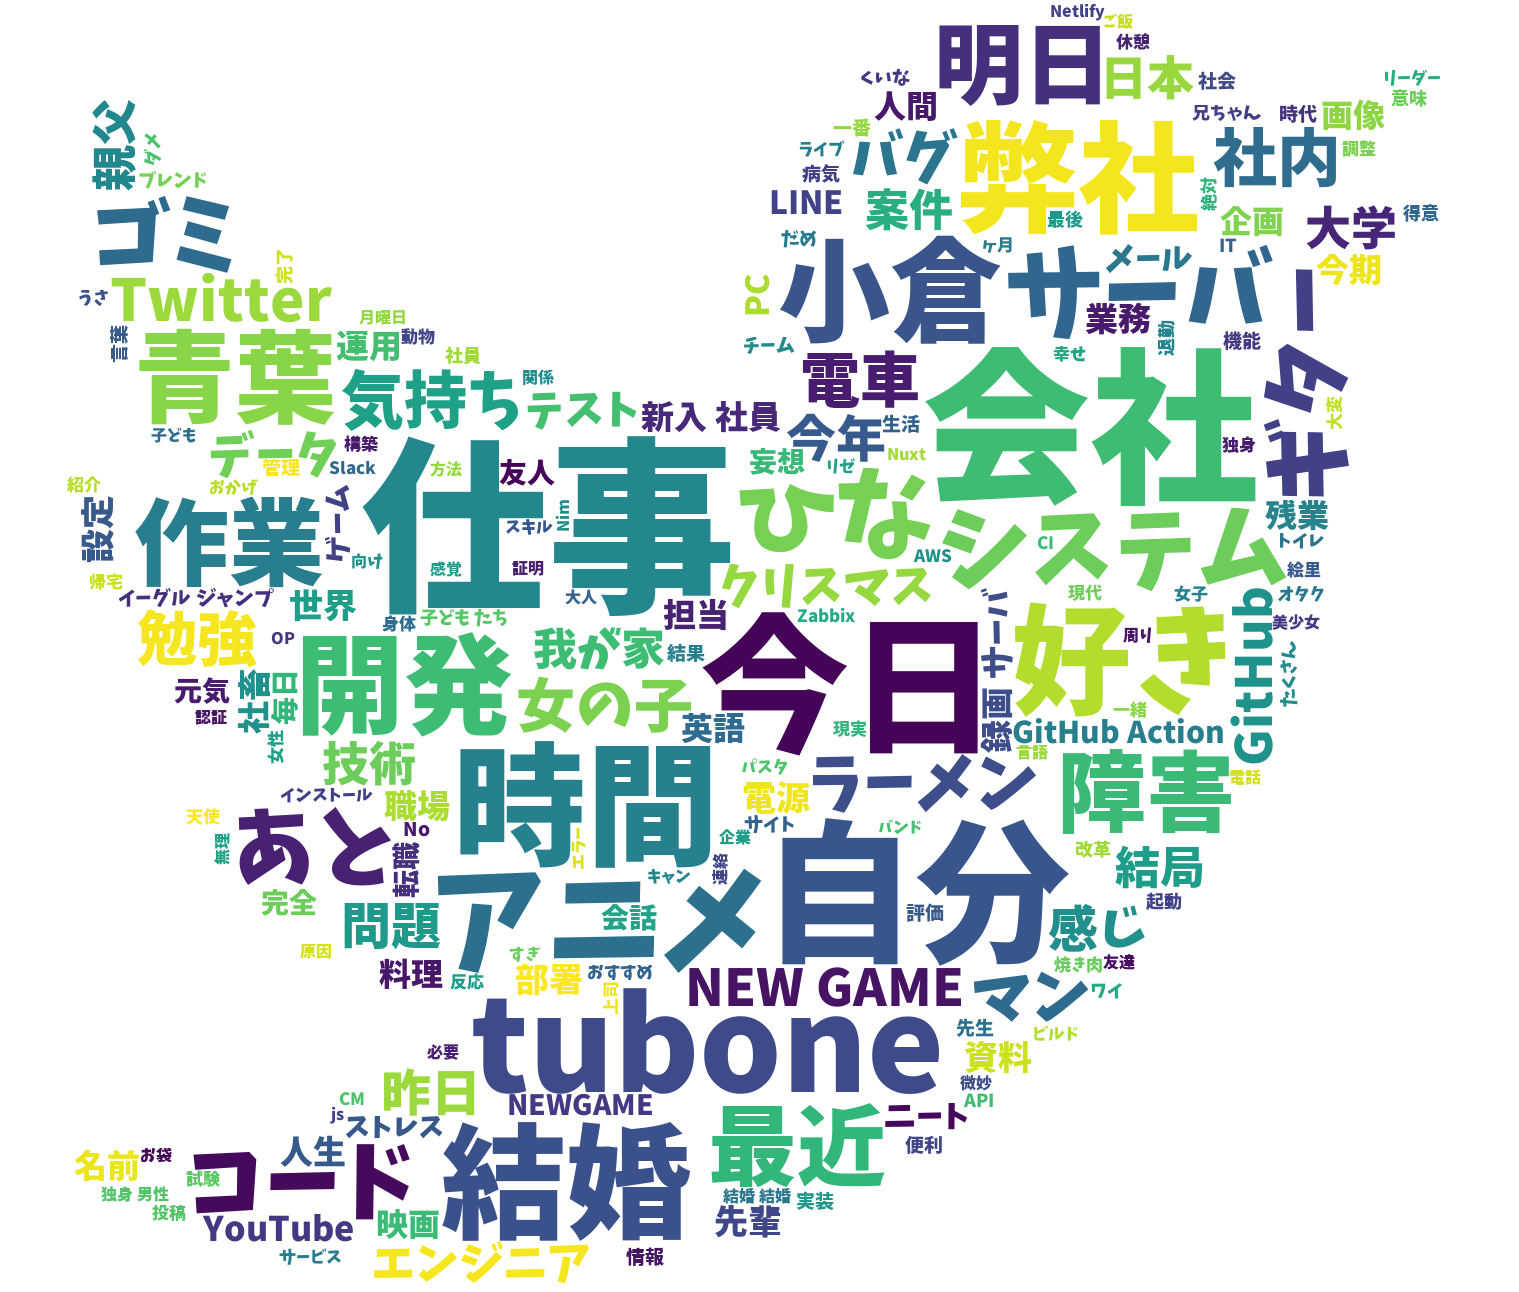 Netlify
ご飯
休憩
明日
日本
社会
くいな
人間
リーダー
意味
兄ちゃん
時代
画像
一番
バグ
弊社
社内
調整
ライブ
病気
LINE
案件
最後
絶対
企画
大学
得意
親父
ダメ
ブレンド
ゴミ
だめ
ヶ月
IT
今期
メール
小倉
サーバー
PC
業務
退勤
機能
うさ
Twitter
完了
月曜日
動物
運用
言葉
青葉
社員
チーム
幸せ
電車
会社
ギター
大変
独身
気持ち
関係
テスト
新入 社員
今年
生活
子ども
データ
構築
管理
Slack
方法
友人
妄想
リゼ
Nuxt
紹介
おかげ
設定
作業
ゲーム
仕事
スキル
Nim
ひな
システム
残業
AWS
CI
トイレ
向け
感覚
証明
クリスマス
絵里
帰宅
イーグル ジャンプ
世界
大人
現代
女子
オタク
勉強
身体
子ども たち
担当
Zabbix
サーバ
美少女
OP
開発
我が家
結果
今日
好き
周り
GitHub
たくさん
元気
社畜
毎日
認証
女の子
英語
現実
録画
一緒
GitHub Action
女性
技術
時間
言語
パスタ
ラーメン
障害
電話
インストール
職場
電源
天使
あと
No
サイト
企業
バンド
無理
転職
エラー
キャン
連絡
自分
改革
結局
完全
問題
アニメ
会話
評価
起動
感じ
原因
料理
反応
すぎ
部署
おすすめ
焼き肉
友達
上司
NEW GAME
マン
ワイ
tubone
先生
ビルド
資料
必要
昨日
微妙
API
CM
NEWGAME
js
ストレス
最近
ニート
便利
人生
結婚
名前
お袋
コード
試験
独身 男性
投稿
YouTube
映画
結婚 結婚
実装
先輩
サービス
エンジニア
情報